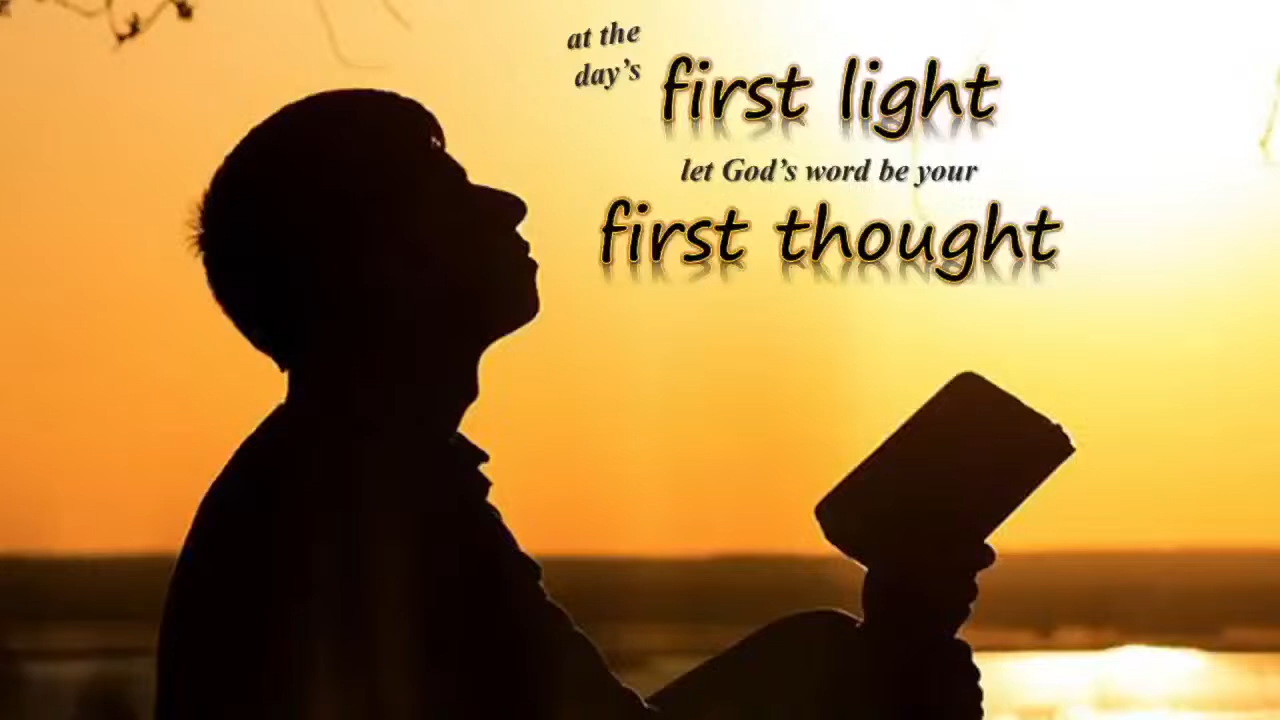 at the
day’s
first light
let God’s word be your
first thought